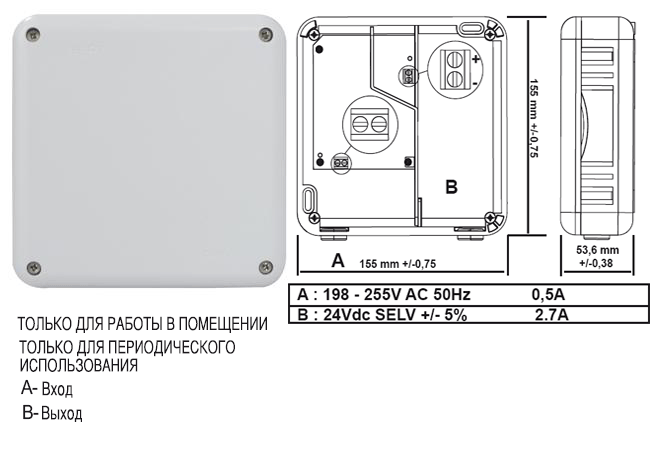 +
-
B
155 mm +/-0,75
A 155 mm +/-0,75
53,6 mm
+/-0,38
A : 198 - 255V AC 50Hz 0,5A
B : 24Vdc SELV +/- 5% 2.7A
ТОЛЬКО ДЛЯ РАБОТЫ В ПОМЕЩЕНИИ
ТОЛЬКО ДЛЯ ПЕРИОДИЧЕСКОГО
ИСПОЛЬЗОВАНИЯ
A- Вход
B- Выход